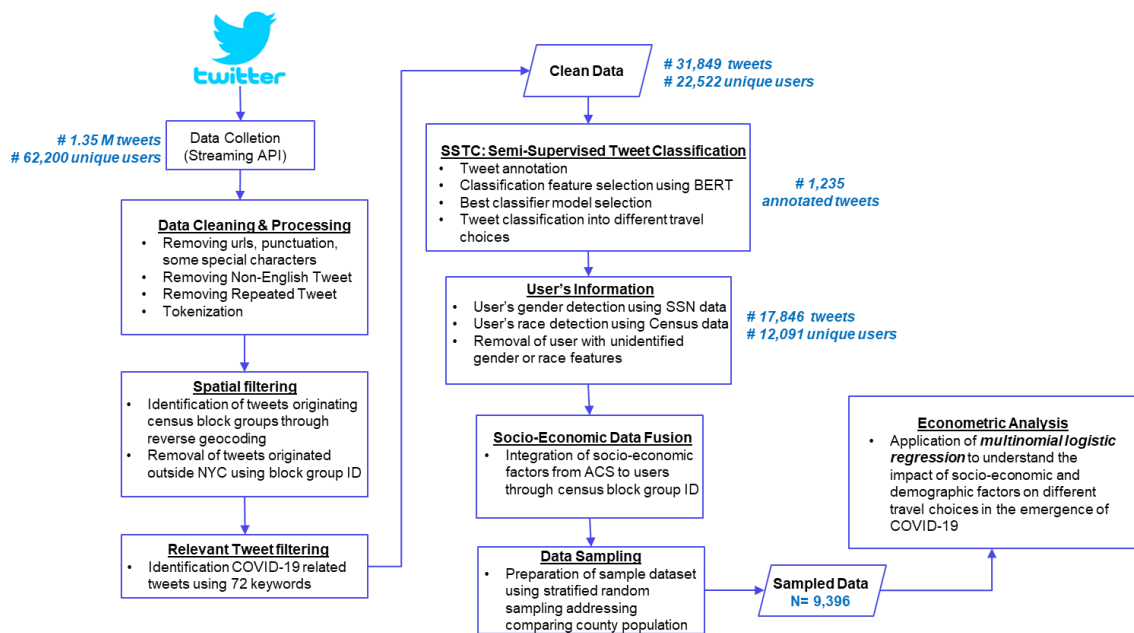 twitter
# 1.35 M tweets
# 62,200 unique users
Data Colletion
(Streaming API)
Data Cleaning & Processing
• Removing urls, punctuation,
some special characters
• Removing Non-English Tweet
• Removing Repeated Tweet
• Tokenization
Spatial filtering
• Identification of tweets originating
census block groups through
reverse geocoding
• Removal of tweets originated
outside NYC using block group ID
Relevant Tweet filtering
• Identification COVID-19 related
tweets using 72 keywords
Clean Data
# 31,849 tweets
# 22,522 unique users
SSTC: Semi-Supervised Tweet Classification
• Tweet annotation
• Classification feature selection using BERT
• Best classifier model selection
• Tweet classification into different travel
choices
# 1,235
annotated tweets
User's Information
• User's gender detection using SSN data
• User's race detection using Census data
• Removal of user with unidentified
gender or race features
# 17,846 tweets
# 12,091 unique users
Socio-Economic Data Fusion
• Integration of socio-economic
factors from ACS to users
through census block group ID
Data Sampling
• Preparation of sample dataset
using stratified random
sampling addressing
comparing county population
Sampled Data
N= 9,396
Econometric Analysis
• Application of multinomial logistic
regression to understand the
impact of socio-economic and
demographic factors on different
travel choices in the emergence of
COVID-19